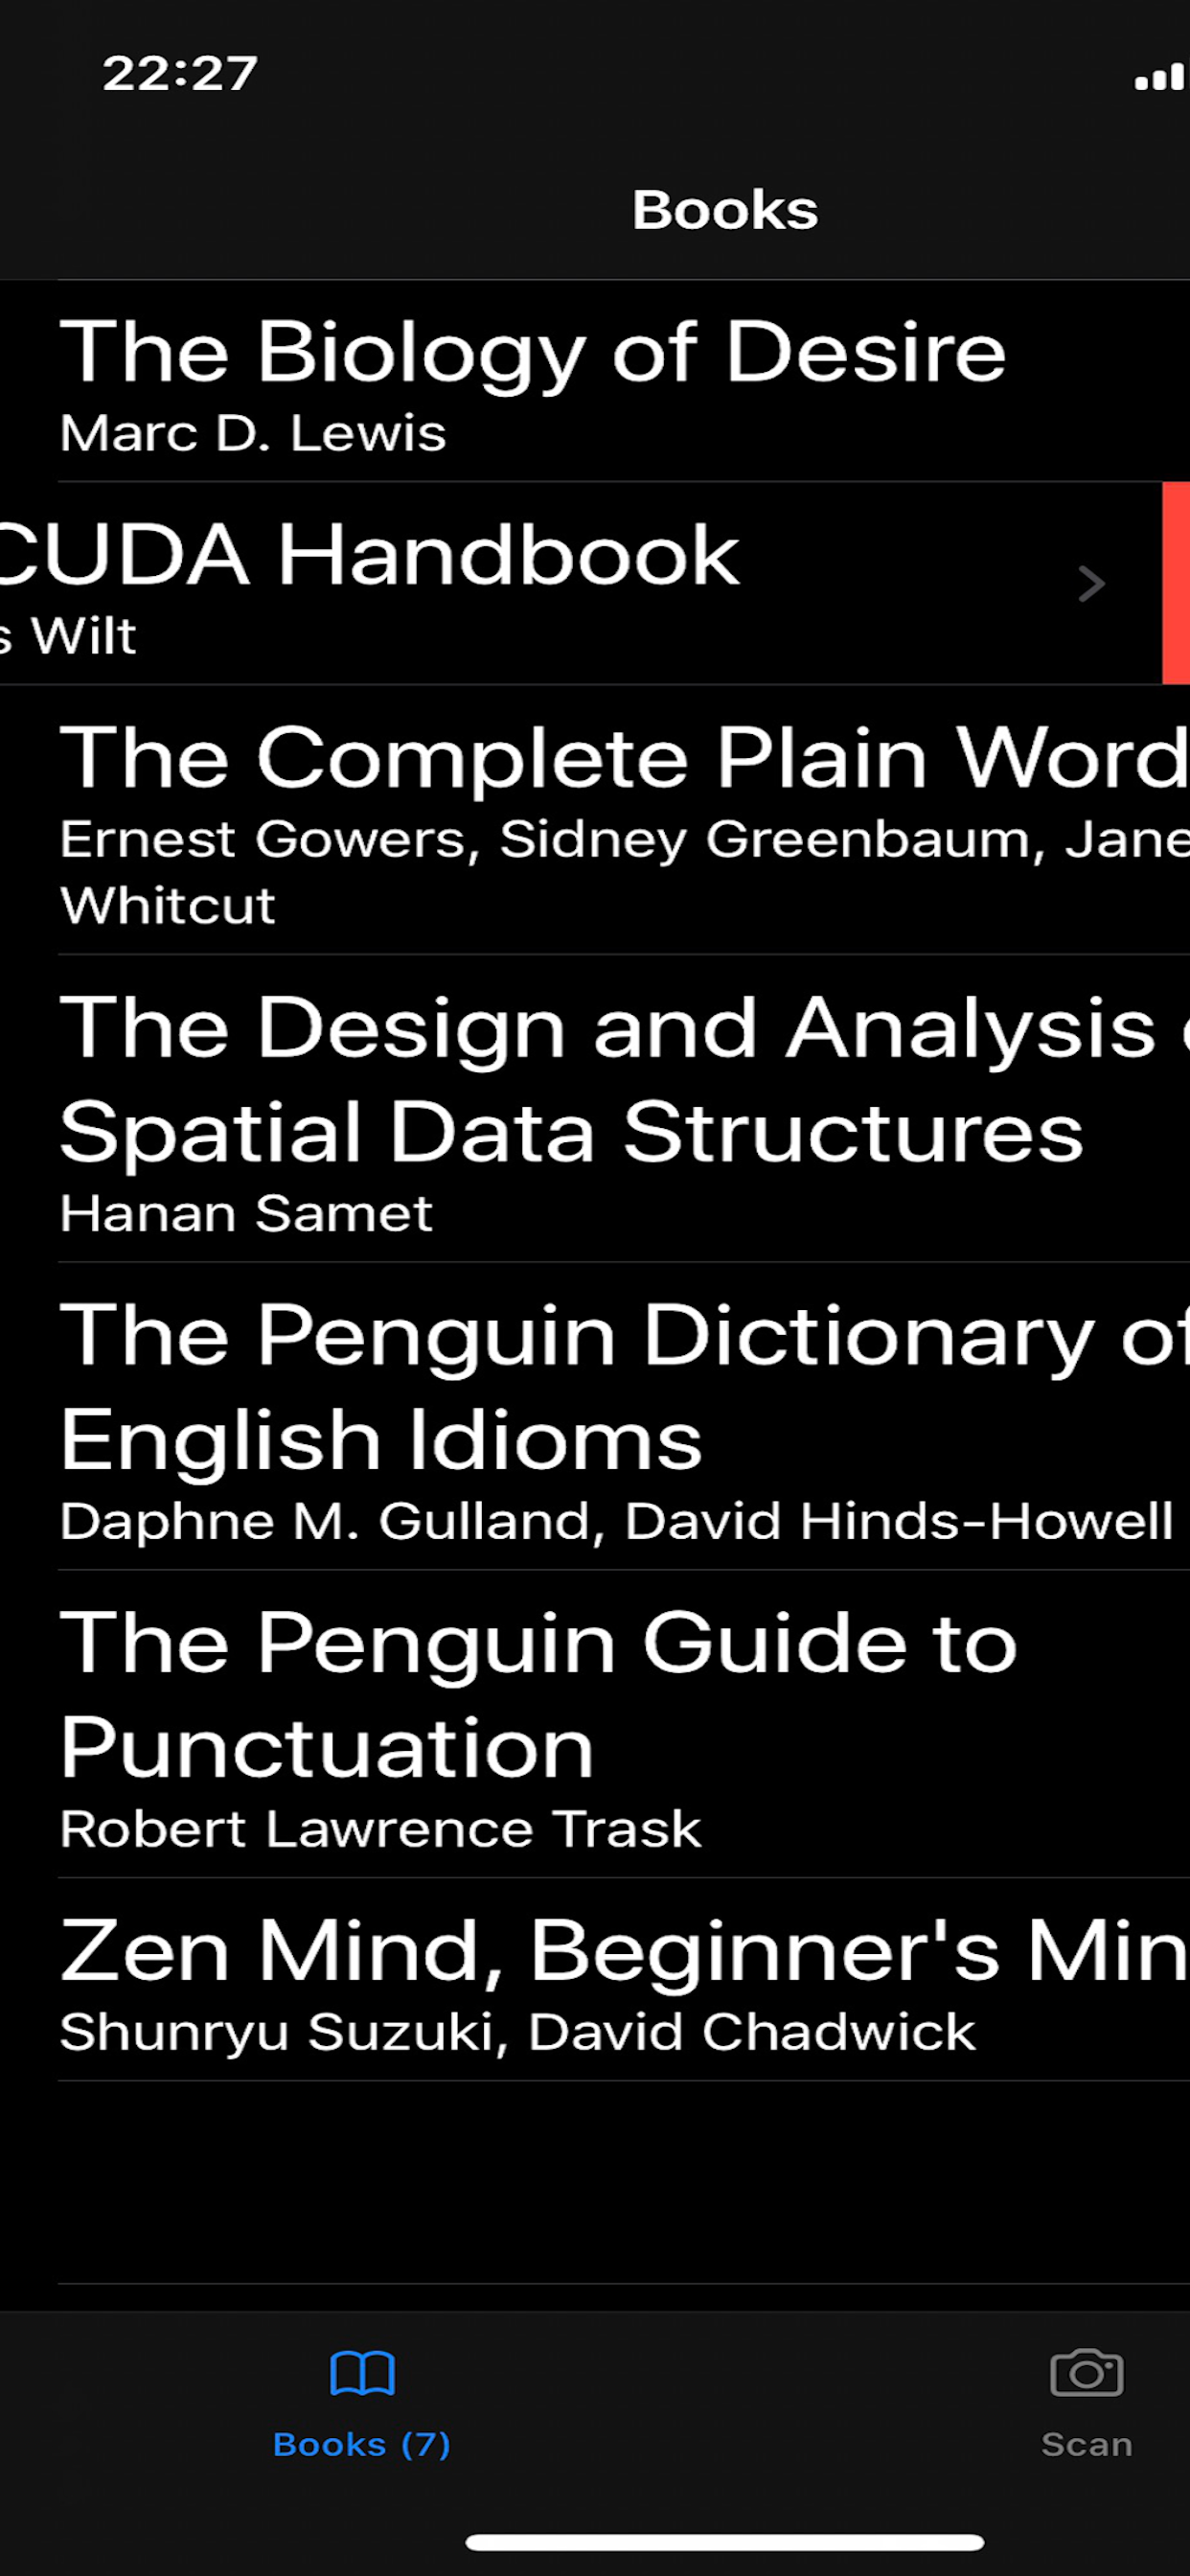 22:27
Books
The Biology of Desire
Marc D. Lewis
CUDA Handbook
s Wilt
The Complete Plain Word
Ernest Gowers, Sidney Greenbaum, Jane
Whitcut
The Design and Analysis
Spatial Data Structures
Hanan Samet
The Penguin Dictionary of
English Idioms
Daphne M. Gulland, David Hinds-Howell
The Penguin Guide to
Punctuation
Robert Lawrence Trask
Zen Mind, Beginner's Min
Shunryu Suzuki, David Chadwick
Books (7)
Scan